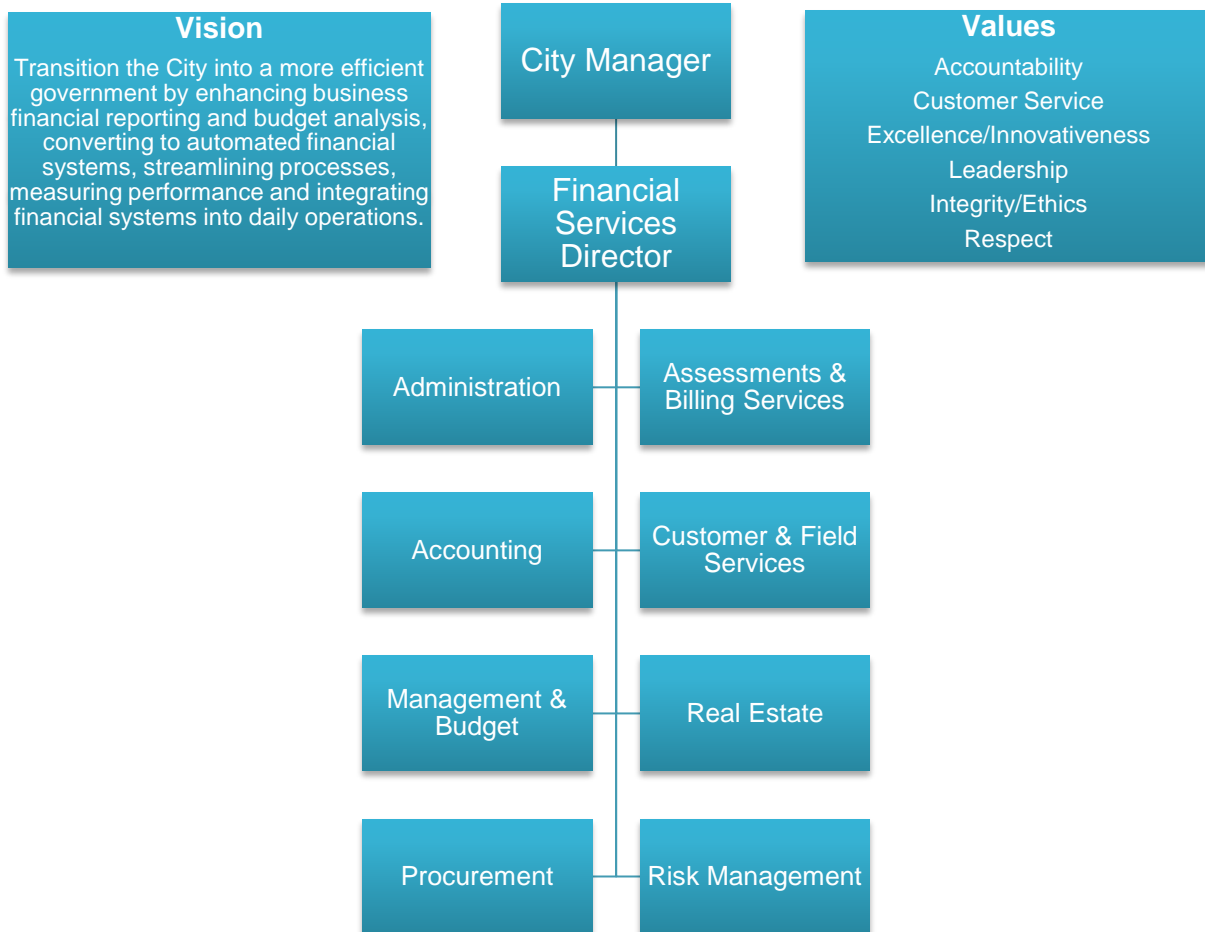 Vision
Transition the City into a more efficient
government by enhancing business
financial reporting and budget analysis,
converting to automated financial
systems, streamlining processes,
measuring performance and integrating
financial systems into daily operations.
City Manager
Values
Accountability
Customer Service
Excellence/Innovativeness
Leadership
Integrity/Ethics
Respect
Financial
Services
Director
Administration
Assessments &
Billing Services
Accounting
Customer & Field
Services
Management &
Budget
Real Estate
Procurement
Risk Management